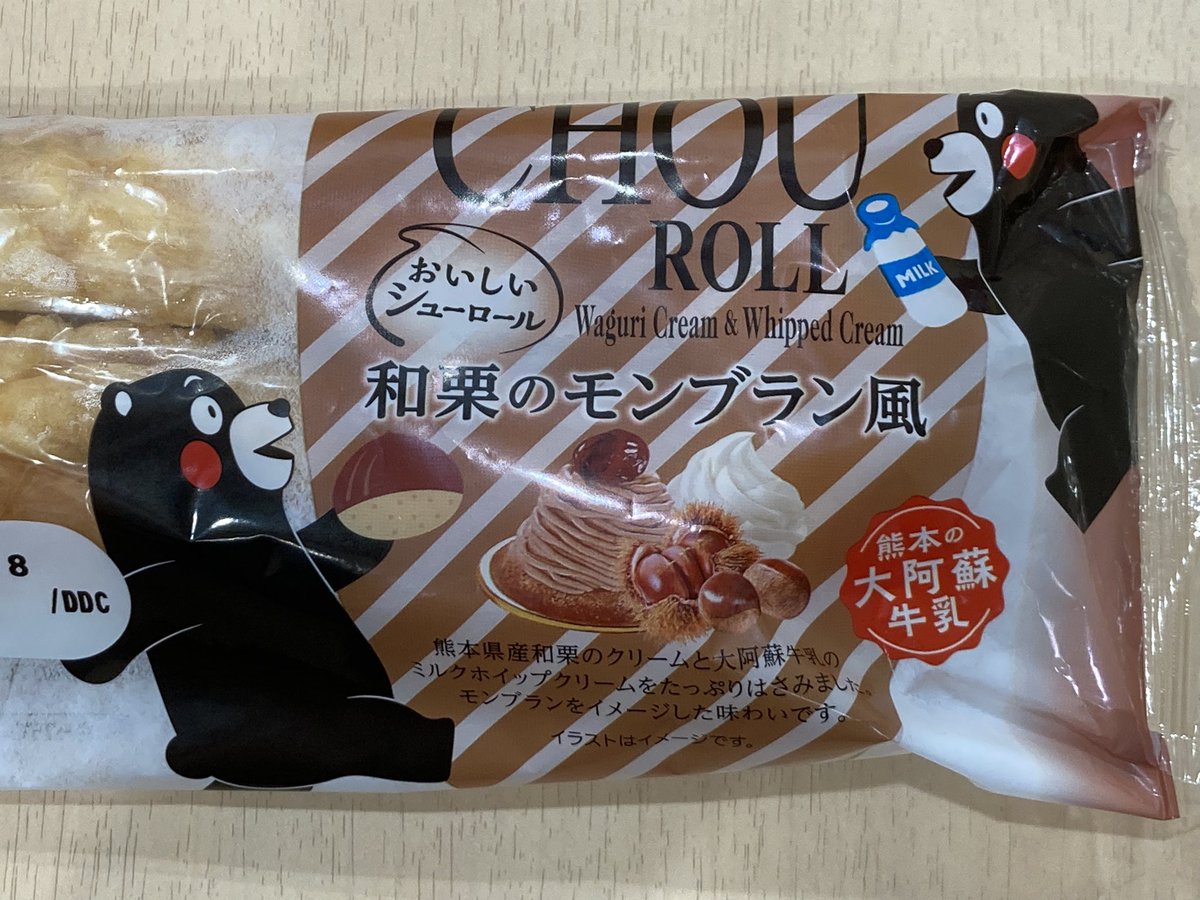 CHOU
ROLL
おいしい
シューロール
Waguri Cream & Whipped Cream
和栗のモンブラン風
MILK
熊本の
大阿蘇
牛乳
8
/DDC
熊本県産和栗のクリームと大阿蘇牛乳の
ミルクホイップクリームをたっぷりはさみました。
モンブランをイメージした味わいです。
イラストはイメージです。